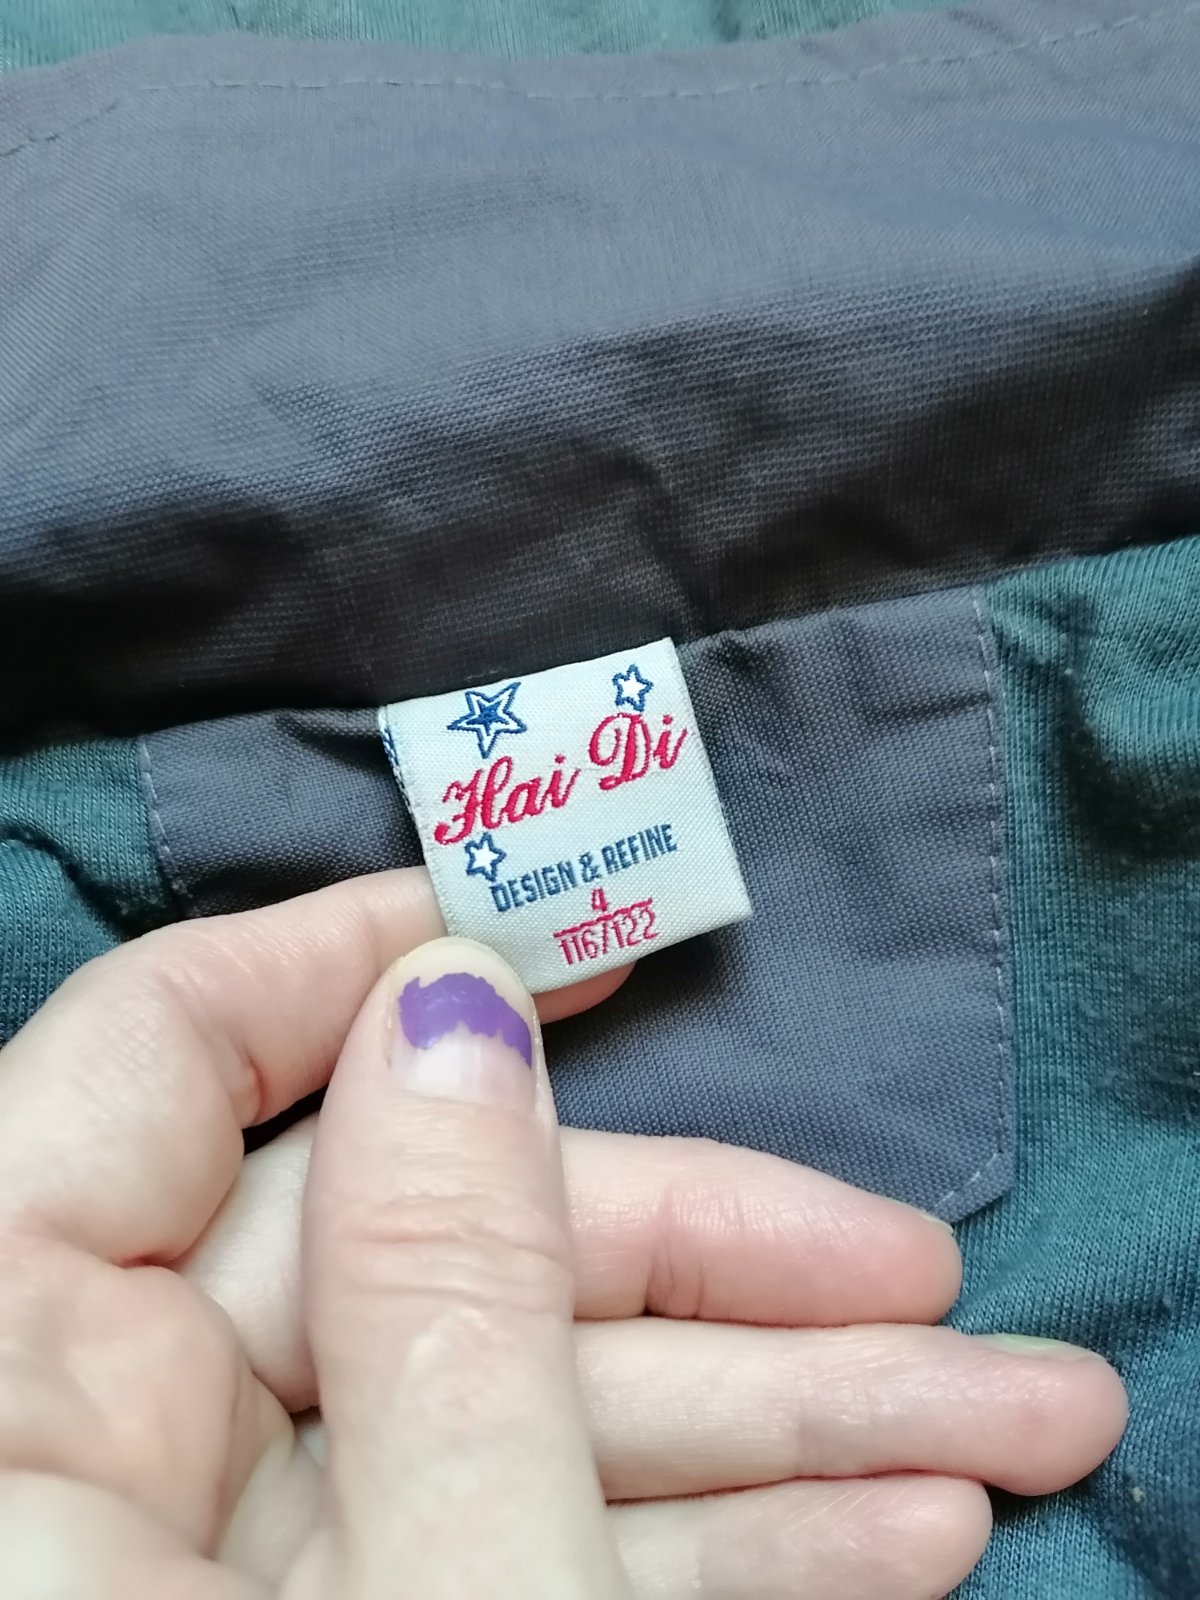 Hai Di
DESIGN & REFINE
4
116/122